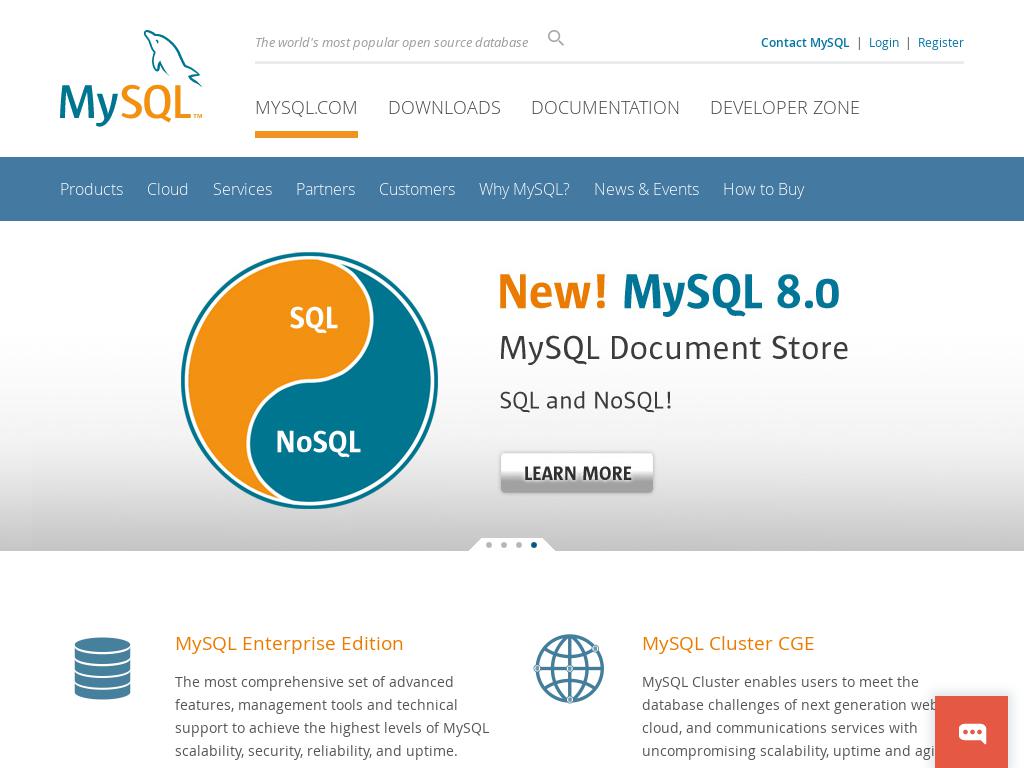 The world's most popular open source database
Contact MySQL | Login | Register
MySQL™
MYSQL.COM DOWNLOADS DOCUMENTATION DEVELOPER ZONE
Products Cloud Services Partners Customers Why MySQL? News & Events How to Buy
SQL
NoSQL
New! MySQL 8.0
MySQL Document Store
SQL and NoSQL!
LEARN MORE
MySQL Enterprise Edition
The most comprehensive set of advanced
features, management tools and technical
support to achieve the highest levels of MySQL
scalability, security, reliability, and uptime.
MySQL Cluster CGE
MySQL Cluster enables users to meet the
database challenges of next generation web
cloud, and communications services with
uncompromising scalability, uptime and